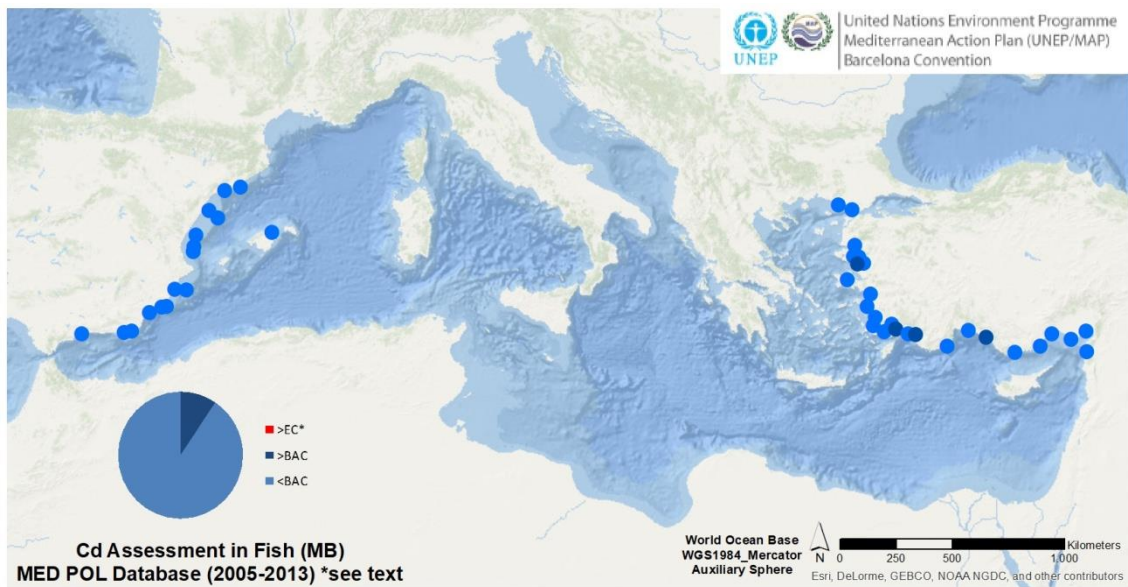 UNEP
MAP
United Nations Environment Programme
Mediterranean Action Plan (UNEP/MAP)
Barcelona Convention
>EC*
>BAC
<BAC
Cd Assessment in Fish (MB)
MED POL Database (2005-2013) *see text
World Ocean Base
WGS1984_Mercator
Auxiliary Sphere
N
Kilometers
0 250 500 1.000
Esri, DeLorme, GEBCO, NOAA NGDC, and other contributors